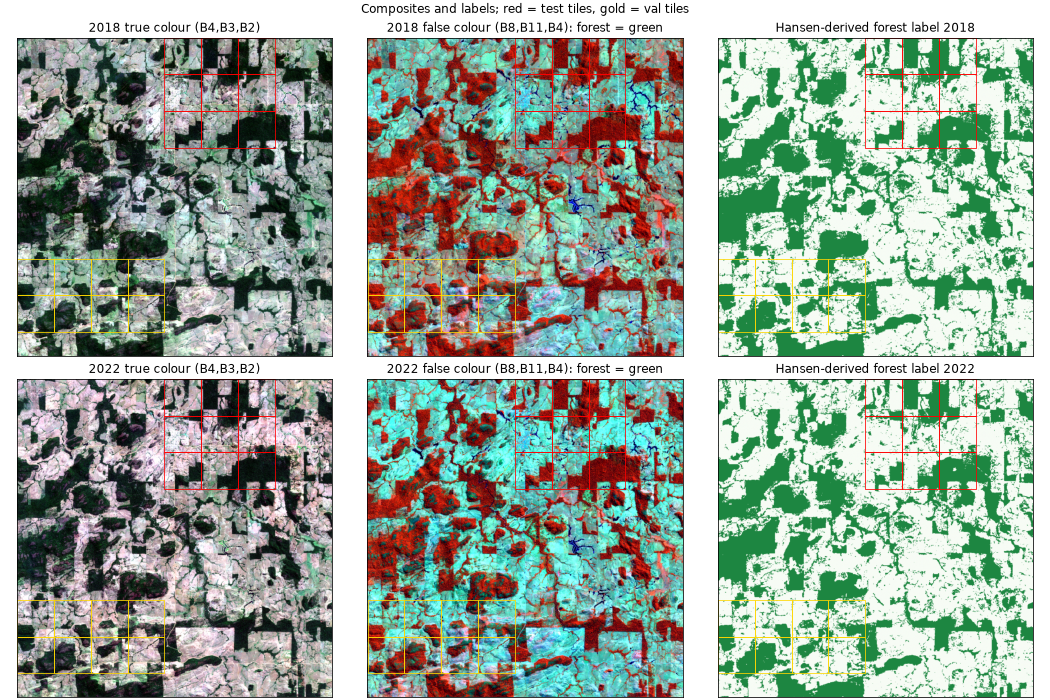 Composites and labels; red = test tiles, gold = val tiles
2018 true colour (B4,B3,B2)
2018 false colour (B8,B11,B4): forest = green
Hansen-derived forest label 2018
2022 true colour (B4,B3,B2)
2022 false colour (B8,B11,B4): forest = green
Hansen-derived forest label 2022